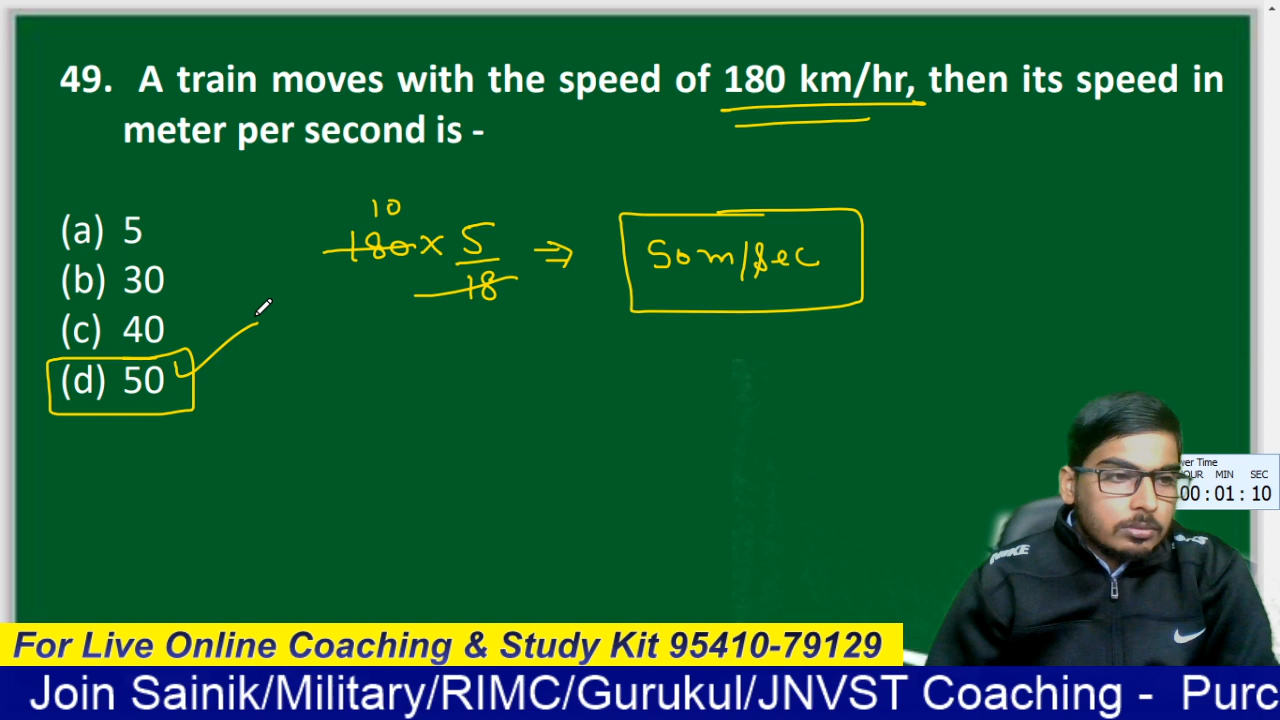 49. A train moves with the speed of 180 km/hr, then its speed in
meter per second is -
(a) 5
(b) 30
(c) 40
(d) 50
10
180 × 5/18 ⇒ 50 m/sec
ver Time
OUR MIN SEC
00:01:10
For Live Online Coaching & Study Kit 95410-79129
Join Sainik/Military/RIMC/Gurukul/JNVST Coaching - Purc